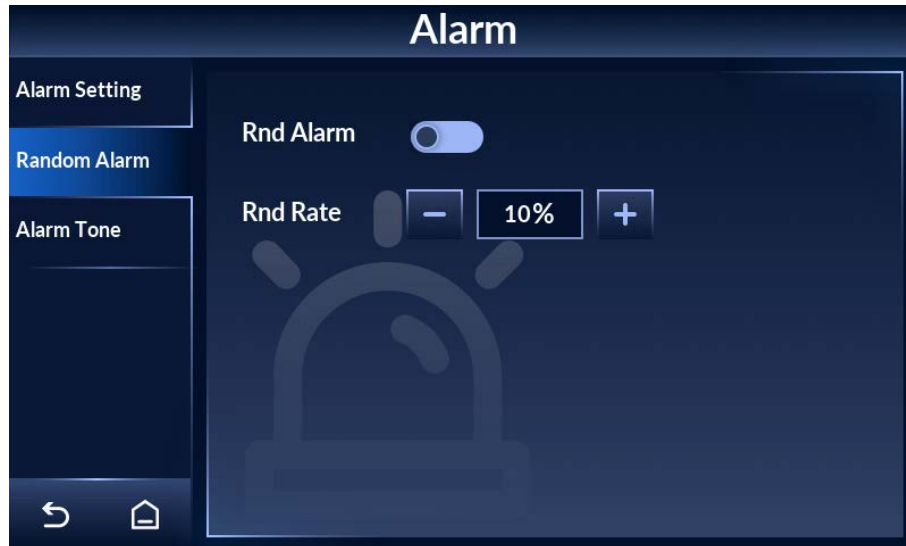 Alarm
Alarm Setting
Random Alarm
Alarm Tone
Rnd Alarm
Rnd Rate
10%